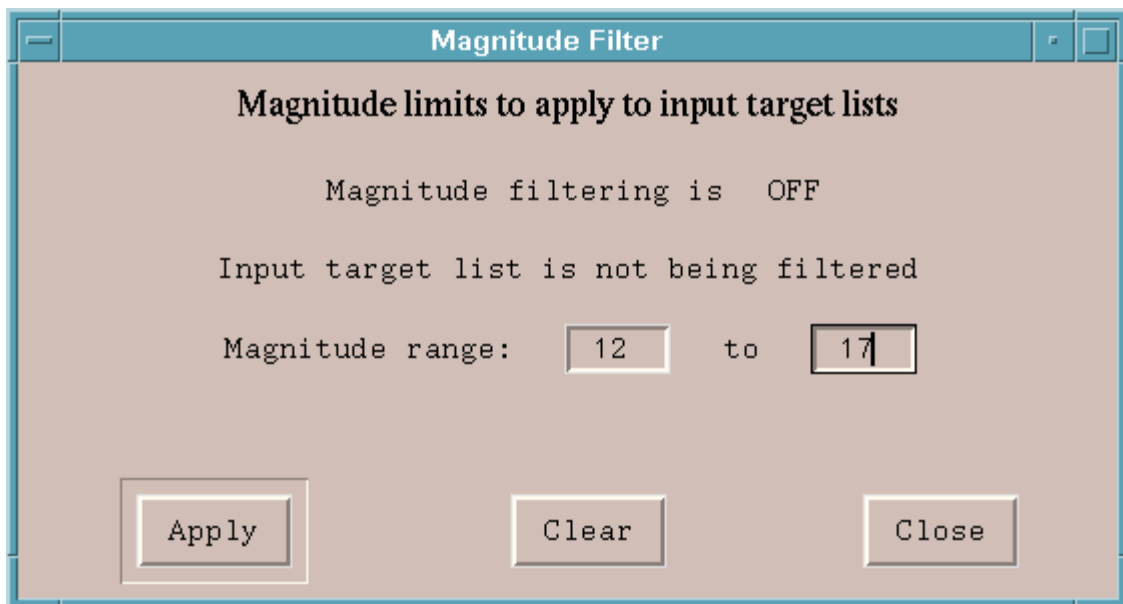 Magnitude Filter
Magnitude limits to apply to input target lists
Magnitude filtering is OFF
Input target list is not being filtered
Magnitude range: 12 to 17
Apply Clear Close